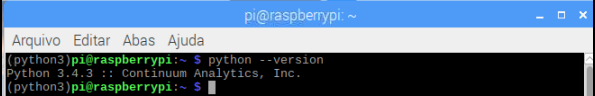 pi@raspberrypi: ~
Arquivo Editar Abas Ajuda
(python3)pi@raspberrypi:~ $ python --version
Python 3.4.3 :: Continuum Analytics, Inc.
(python3)pi@raspberrypi:~ $